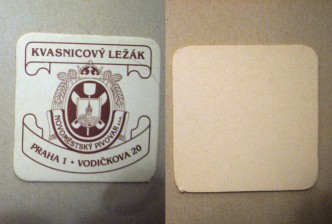 KVASNICOVÝ LEŽÁK
NOVOMĚSTSKÝ PIVOVAR
PRAHA 1 • VODIČKOVA 20